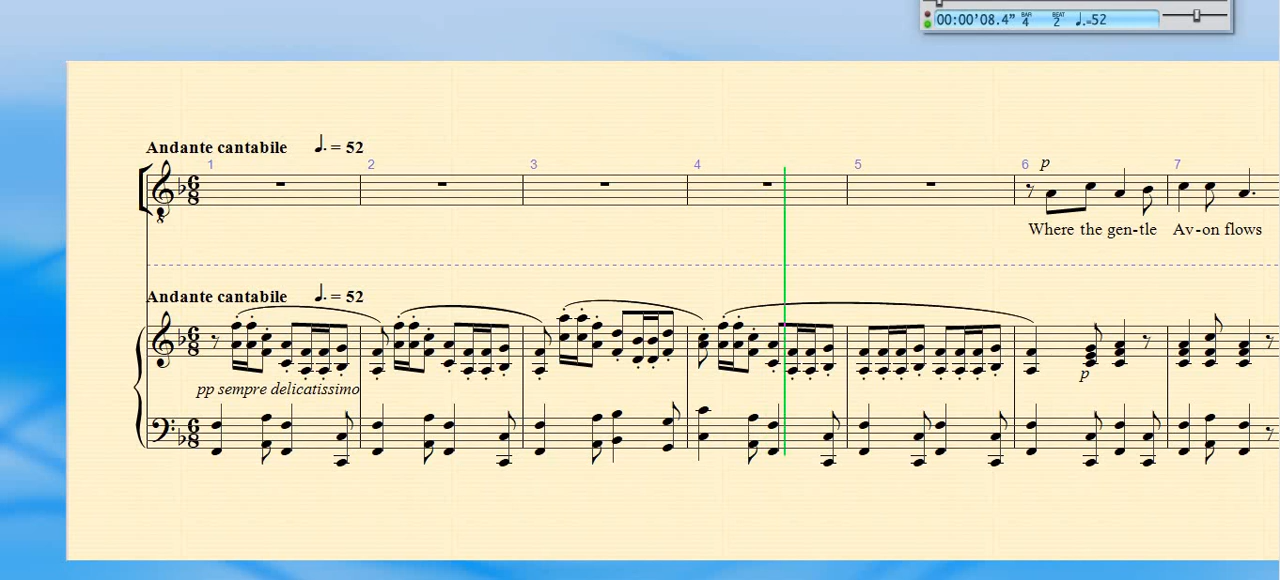 00:00'08.4" BAR 4 BEAT 2 ♩.=52
Andante cantabile ♩. = 52
1 2 3 4 5 6 7
p
Where the gen-tle Av-on flows
Andante cantabile ♩. = 52
pp sempre delicatissimo
p